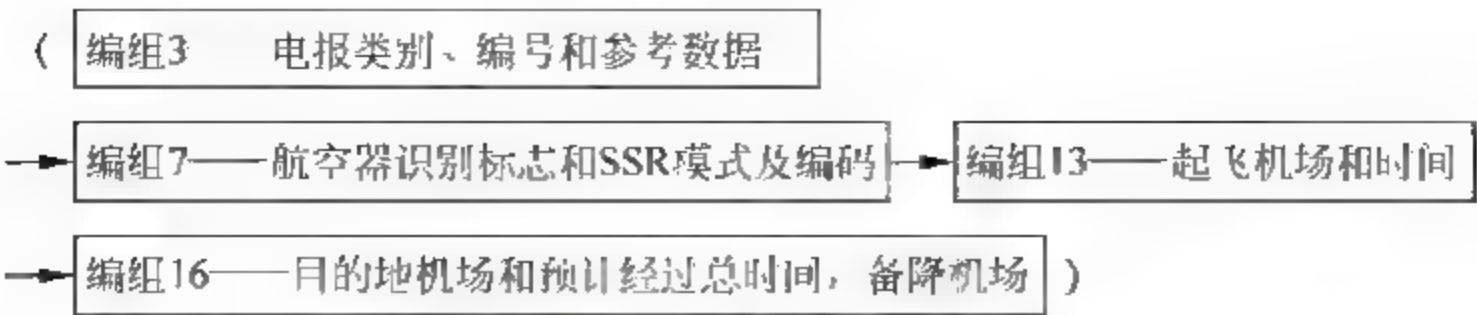 ( 编组3 电报类别、编号和参考数据
编组7——航空器识别标志和SSR模式及编码 编组13——起飞机场和时间
编组16——目的地机场和预计经过总时间，备降机场 )